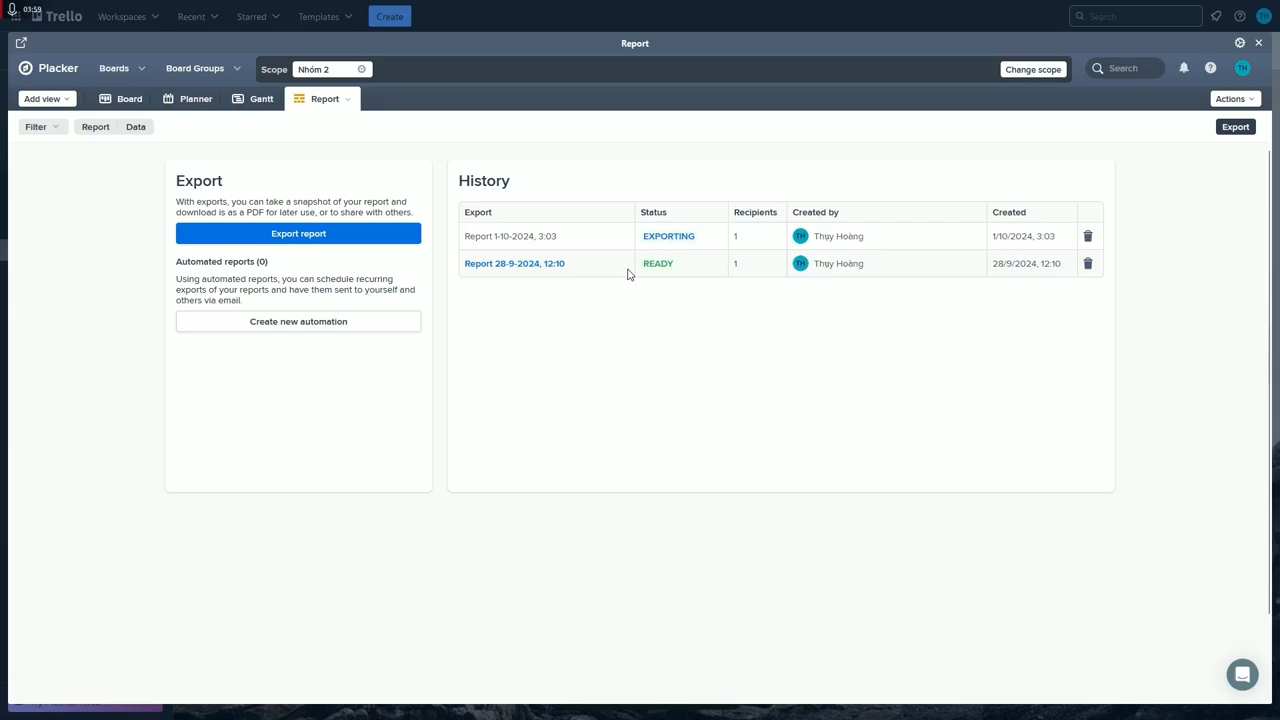 03:59
Trello
Workspaces
Recent
Starred
Templates
Create
Search
TH
Report
Placker
Boards
Board Groups
Scope
Nhóm 2
Change scope
Search
TH
Add view
Board
Planner
Gantt
Report
Actions
Filter
Report
Data
Export
Export
With exports, you can take a snapshot of your report and
download is as a PDF for later use, or to share with others.
Export report
Automated reports (0)
Using automated reports, you can schedule recurring
exports of your reports and have them sent to yourself and
others via email.
Create new automation
History
Export Status Recipients Created by Created
Report 1-10-2024, 3:03 EXPORTING 1 TH Thụy Hoàng 1/10/2024, 3:03
Report 28-9-2024, 12:10 READY 1 TH Thụy Hoàng 28/9/2024, 12:10